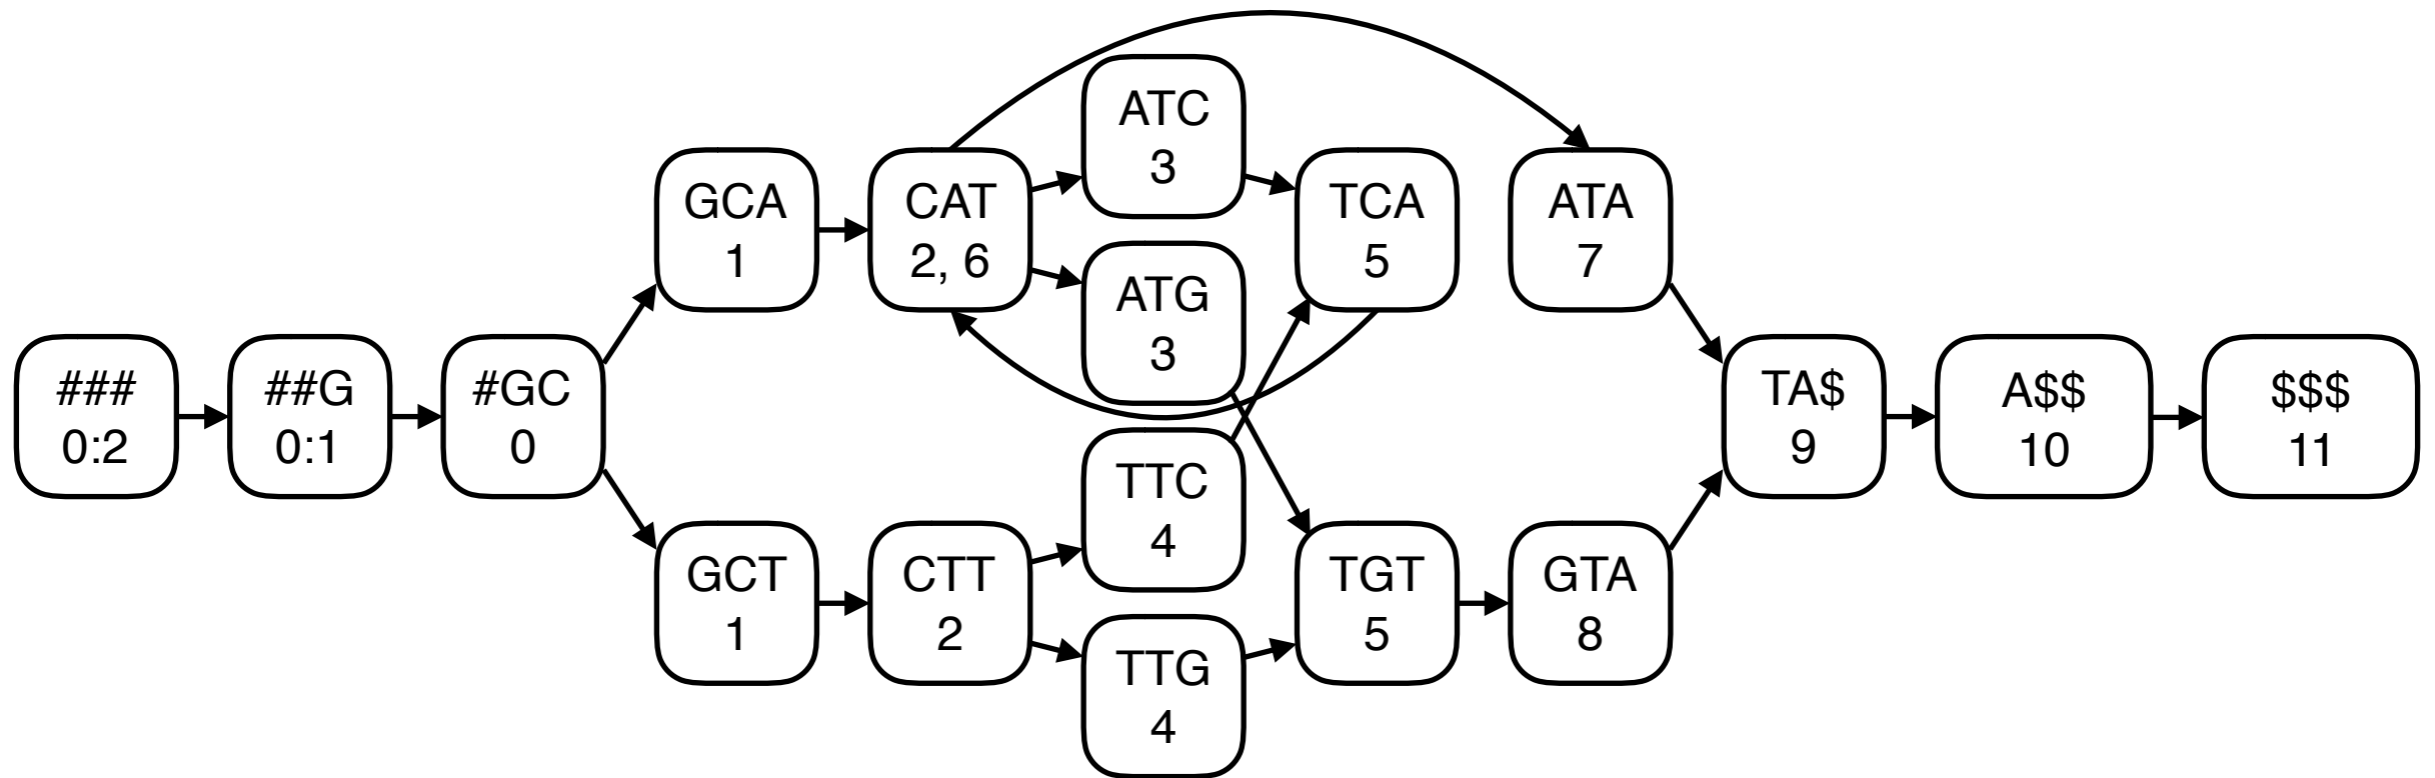 ###
0:2
##G
0:1
#GC
0
GCA
1
GCT
1
CAT
2, 6
CTT
2
ATC
3
ATG
3
TTC
4
TTG
4
TCA
5
TGT
5
ATA
7
GTA
8
TA$
9
A$$
10
$$$
11